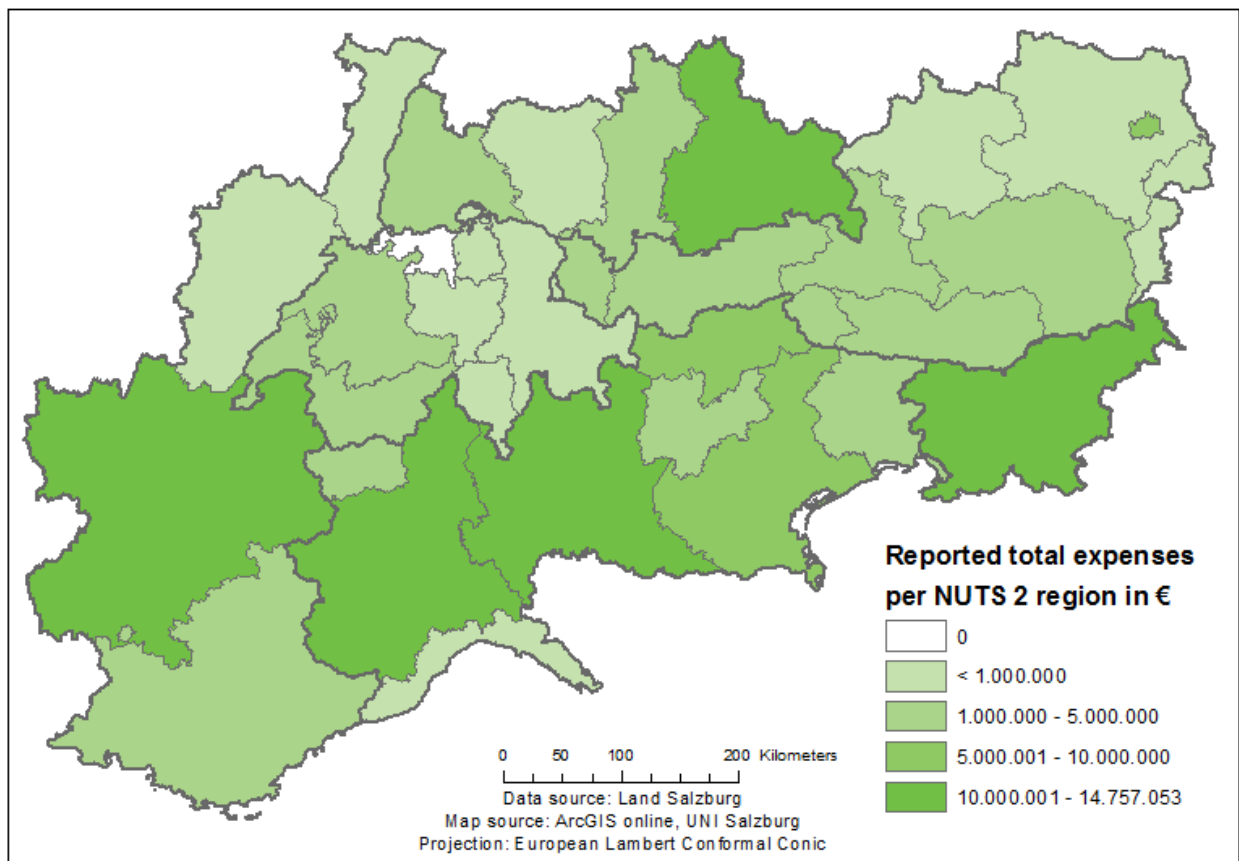 Reported total expenses
per NUTS 2 region in €
0
< 1.000.000
1.000.000 - 5.000.000
5.000.001 - 10.000.000
10.000.001 - 14.757.053
0 50 100 200 Kilometers
Data source: Land Salzburg
Map source: ArcGIS online, UNI Salzburg
Projection: European Lambert Conformal Conic